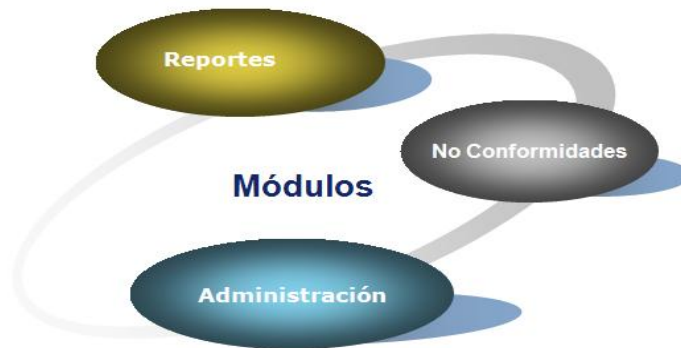 Reportes
No Conformidades
Módulos
Administración